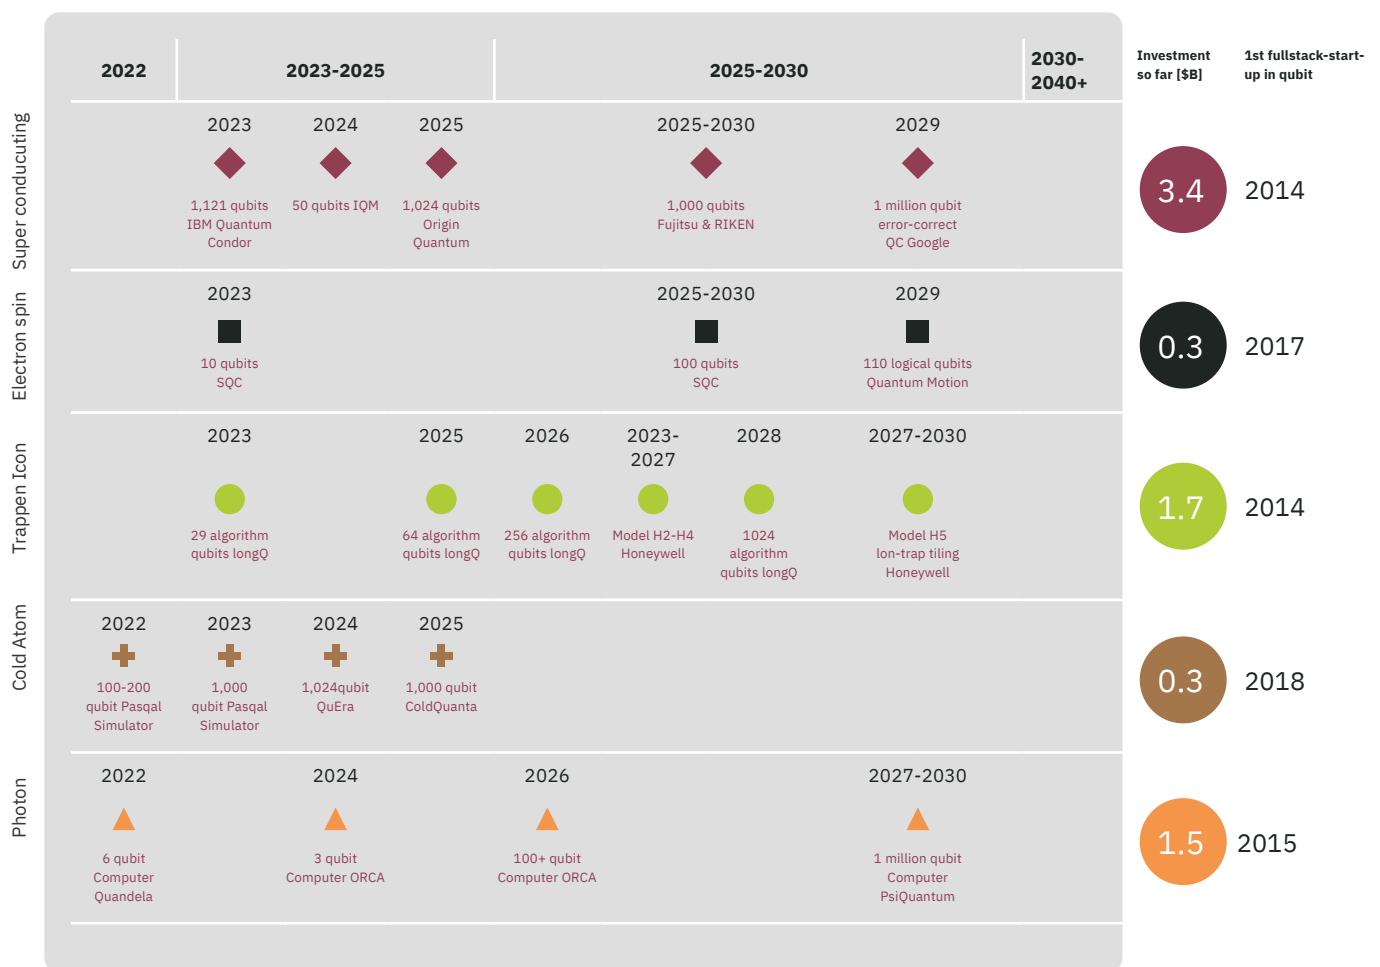 2022
2023-2025
2025-2030
2030-
2040+
Investment
so far [$B]
1st fullstack-start-
up in qubit
Super conducuting
2023
2024
2025
2025-2030
2029
1,121 qubits
IBM Quantum
Condor
50 qubits IQM
1,024 qubits
Origin
Quantum
1,000 qubits
Fujitsu & RIKEN
1 million qubit
error-correct
QC Google
3.4
2014
Electron spin
2023
2025-2030
2029
10 qubits
SQC
100 qubits
SQC
110 logical qubits
Quantum Motion
0.3
2017
Trappen Icon
2023
2025
2026
2023-
2027
2028
2027-2030
29 algorithm
qubits longQ
64 algorithm
qubits longQ
256 algorithm
qubits longQ
Model H2-H4
Honeywell
1024
algorithm
qubits longQ
Model H5
lon-trap tiling
Honeywell
1.7
2014
Cold Atom
2022
2023
2024
2025
100-200
qubit Pasqal
Simulator
1,000
qubit Pasqal
Simulator
1,024qubit
QuEra
1,000 qubit
ColdQuanta
0.3
2018
Photon
2022
2024
2026
2027-2030
6 qubit
Computer
Quandela
3 qubit
Computer ORCA
100+ qubit
Computer ORCA
1 million qubit
Computer
PsiQuantum
1.5
2015